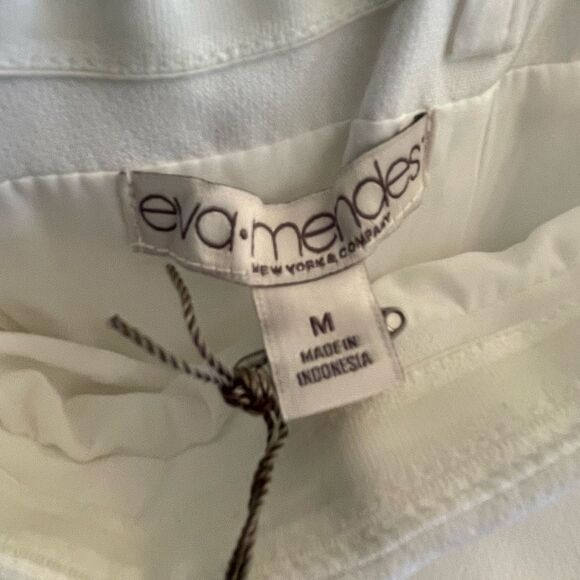 eva·mendes
NEW YORK & COMPANY
M
MADE IN
INDONESIA